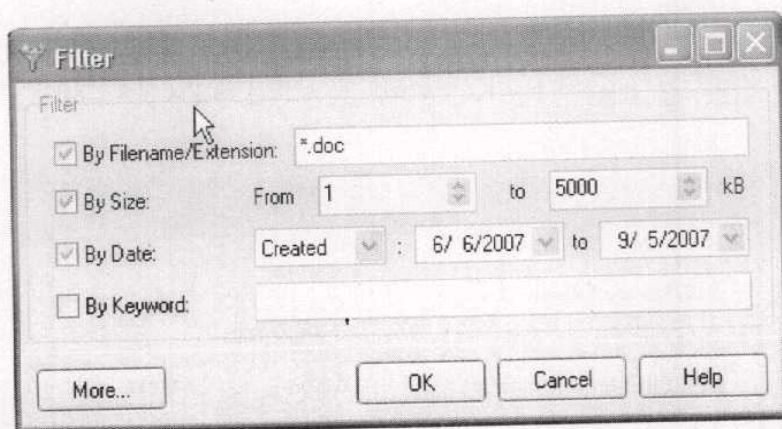 Filter
Filter
By Filename/Extension: *.doc
By Size: From 1 to 5000 kB
By Date: Created : 6/ 6/2007 to 9/ 5/2007
By Keyword:
More... OK Cancel Help